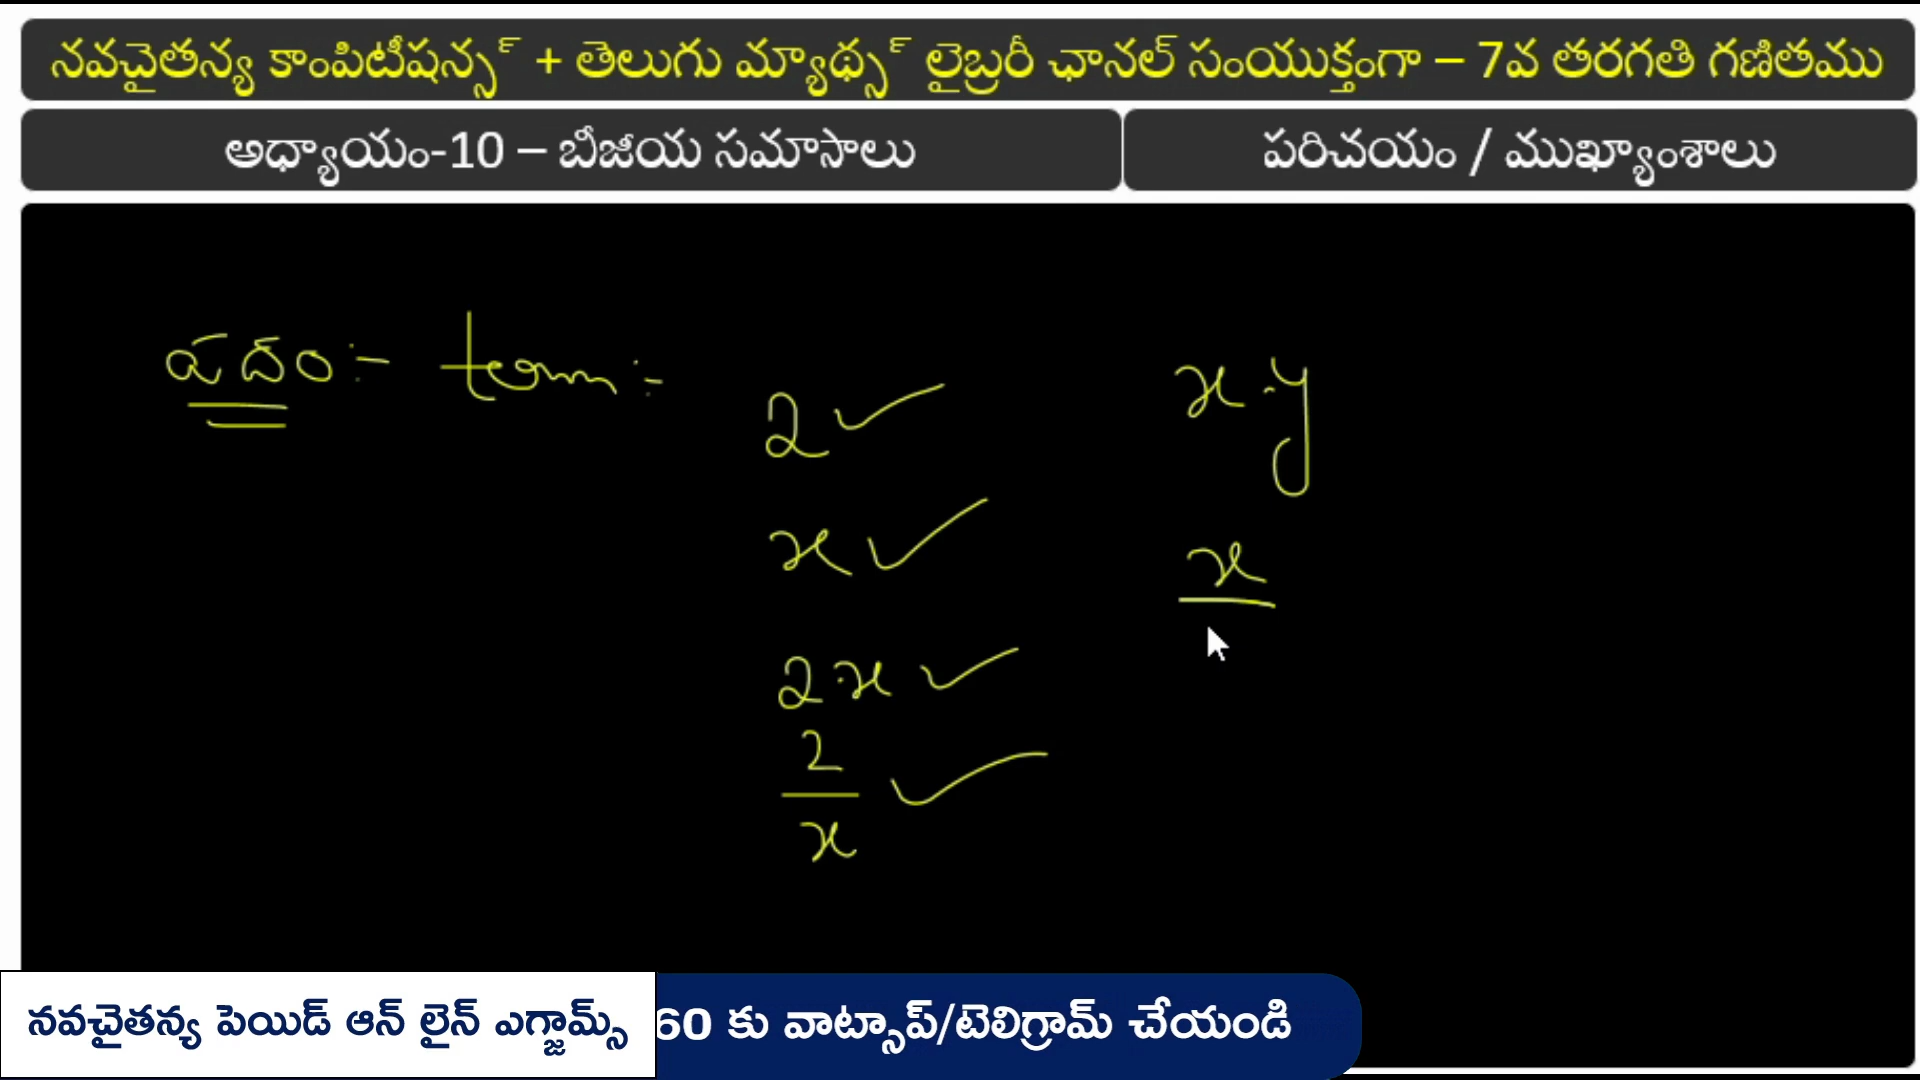 నవచైతన్య కాంపిటీషన్స్ + తెలుగు మ్యాథ్స్ లైబ్రరీ ఛానల్ సంయుక్తంగా – 7వ తరగతి గణితము
అధ్యాయం-10 – బీజీయ సమాసాలు
పరిచయం / ముఖ్యాంశాలు
పదం:- term:-
2 ✓
x ✓
2·x ✓
2/x ✓
x·y
x
నవచైతన్య పెయిడ్ ఆన్ లైన్ ఎగ్జామ్స్
60 కు వాట్సాప్/టెలిగ్రామ్ చేయండి